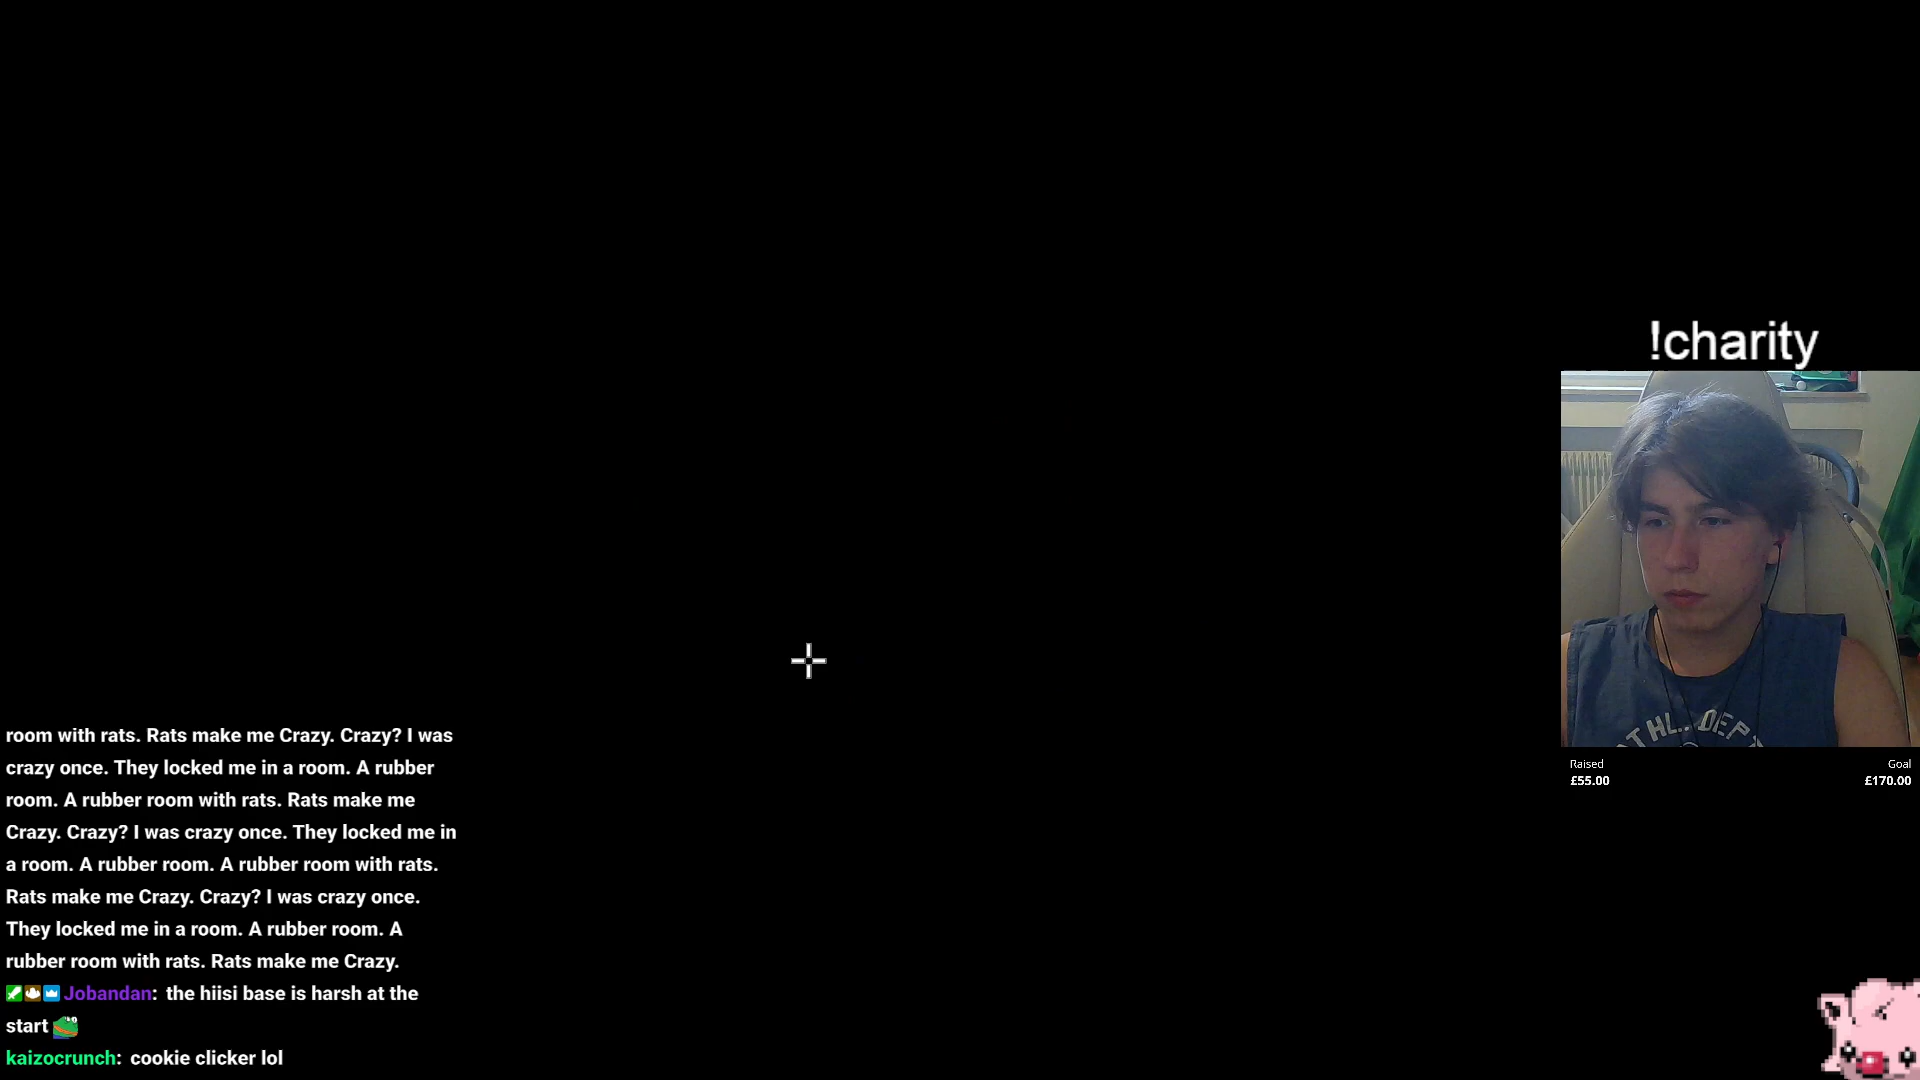 !charity
THL. DEPT
Raised Goal
£55.00 £170.00
room with rats. Rats make me Crazy. Crazy? I was
crazy once. They locked me in a room. A rubber
room. A rubber room with rats. Rats make me
Crazy. Crazy? I was crazy once. They locked me in
a room. A rubber room. A rubber room with rats.
Rats make me Crazy. Crazy? I was crazy once.
They locked me in a room. A rubber room. A
rubber room with rats. Rats make me Crazy.
Jobandan: the hiisi base is harsh at the
start
kaizocrunch: cookie clicker lol